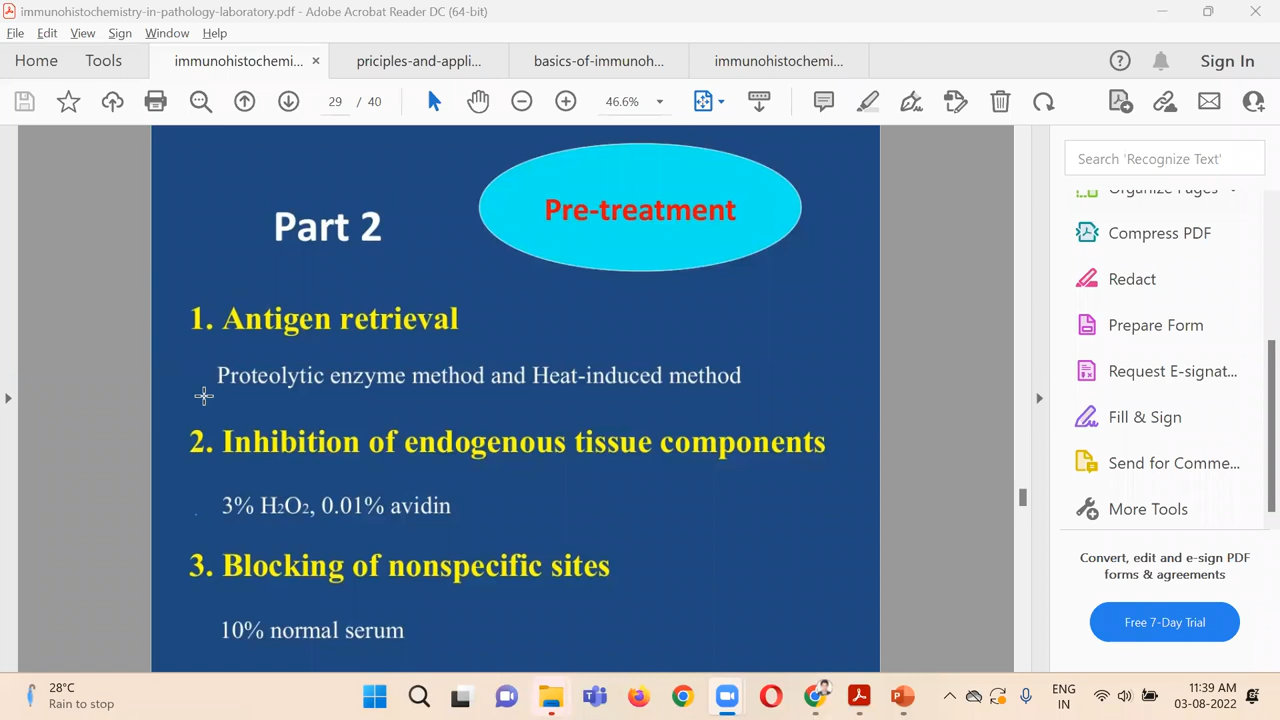 immunohistochemistry-in-pathology-laboratory.pdf - Adobe Acrobat Reader DC (64-bit)
File Edit View Sign Window Help
Home Tools immunohistochemi... × priciples-and-appli... basics-of-immunoh... immunohistochemi... Sign In
29 / 40 46.6%
Search 'Recognize Text'
Part 2
Pre-treatment
1. Antigen retrieval
Proteolytic enzyme method and Heat-induced method
2. Inhibition of endogenous tissue components
3% H₂O₂, 0.01% avidin
3. Blocking of nonspecific sites
10% normal serum
Organize Pages
Compress PDF
Redact
Prepare Form
Request E-signat...
Fill & Sign
Send for Comme...
More Tools
Convert, edit and e-sign PDF
forms & agreements
Free 7-Day Trial
28°C
Rain to stop
ENG
IN
11:39 AM
03-08-2022